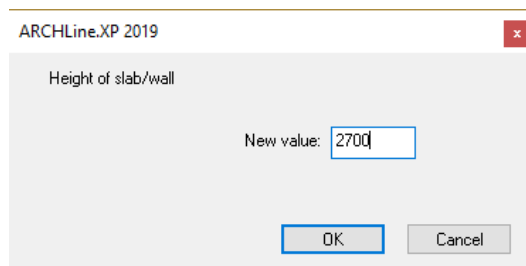 ARCHLine.XP 2019
x
Height of slab/wall
New value: 2700
OK Cancel